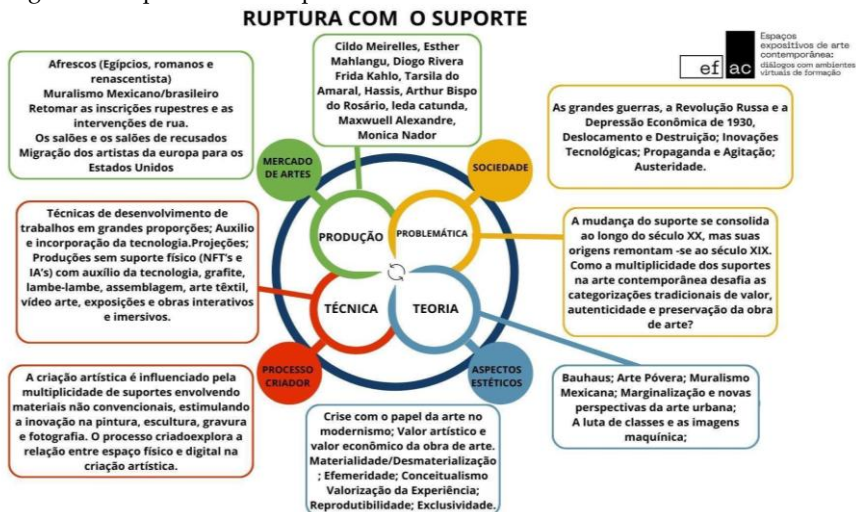 RUPTURA COM O SUPORTE
ef ac
Espaços
expositivos de arte
contemporânea:
diálogos com ambientes
virtuais de formação
Afrescos (Egípcios, romanos e
renascentista)
Muralismo Mexicano/brasileiro
Retomar as inscrições rupestres e as
intervenções de rua.
Os salões e os salões de recusados
Migração dos artistas da europa para os
Estados Unidos
Cildo Meirelles, Esther
Mahlangu, Diogo Rivera
Frida Kahlo, Tarsila do
Amaral, Hassis, Arthur Bispo
do Rosário, Ieda catunda,
Maxwuell Alexandre,
Monica Nador
As grandes guerras, a Revolução Russa e a
Depressão Econômica de 1930,
Deslocamento e Destruição; Inovações
Tecnológicas; Propaganda e Agitação;
Austeridade.
MERCADO
DE ARTES
SOCIEDADE
PRODUÇÃO
PROBLEMÁTICA
Técnicas de desenvolvimento de
trabalhos em grandes proporções; Auxilio
e incorporação da tecnologia.Projeções;
Produções sem suporte físico (NFT's e
IA's) com auxílio da tecnologia, grafite,
lambe-lambe, assemblagem, arte têxtil,
vídeo arte, exposições e obras interativos
e imersivos.
A mudança do suporte se consolida
ao longo do século XX, mas suas
origens remontam -se ao século XIX.
Como a multiplicidade dos suportes
na arte contemporânea desafia as
categorizações tradicionais de valor,
autenticidade e preservação da obra
de arte?
TÉCNICA
TEORIA
PROCESSO
CRIADOR
ASPECTOS
ESTÉTICOS
A criação artística é influenciado pela
multiplicidade de suportes envolvendo
materiais não convencionais, estimulando
a inovação na pintura, escultura, gravura
e fotografia. O processo criadoexplora a
relação entre espaço físico e digital na
criação artística.
Crise com o papel da arte no
modernismo; Valor artístico e
valor econômico da obra de arte.
Materialidade/Desmaterialização
; Efemeridade; Conceitualismo
Valorização da Experiência;
Reprodutibilidade; Exclusividade.
Bauhaus; Arte Póvera; Muralismo
Mexicana; Marginalização e novas
perspectivas da arte urbana;
A luta de classes e as imagens
maquínica;